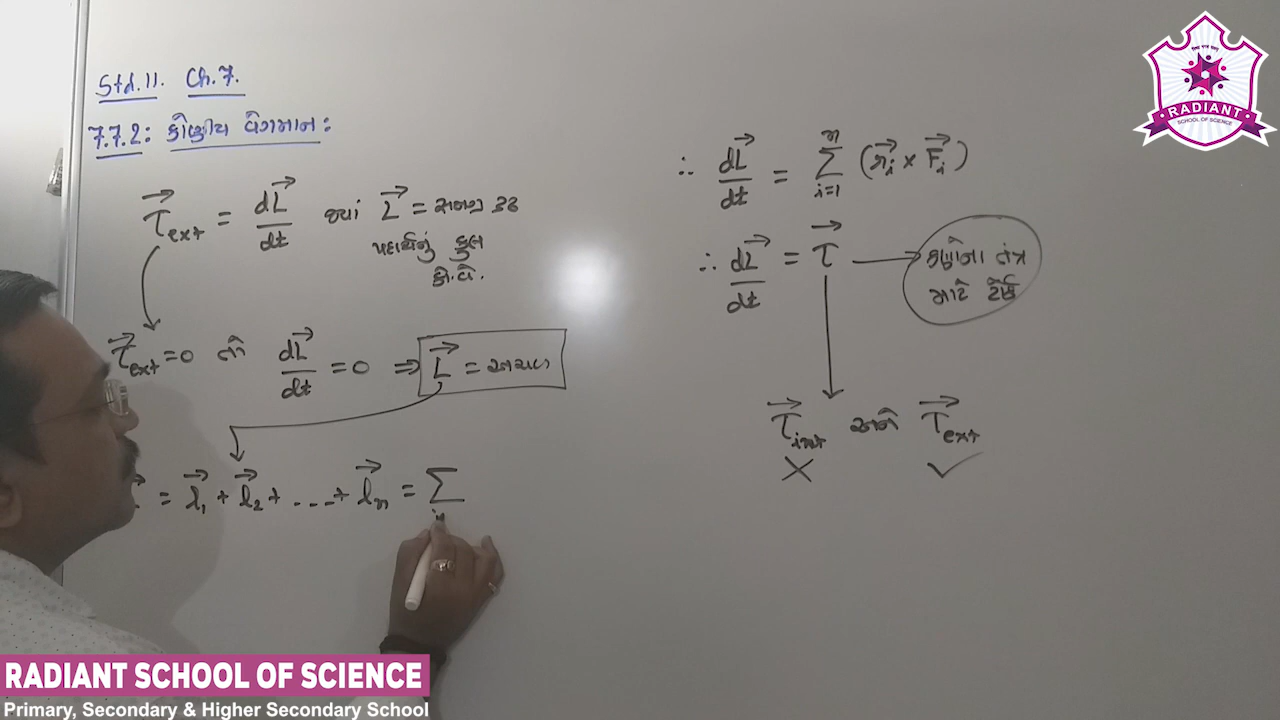 Std.11. Ch.7.
7.7.2: કોણીય વેગમાન:
τ⃗ext = dL⃗/dt જ્યાં L⃗ = સમગ્ર દૃઢ
પદાર્થનું કુલ
કો.વે.
τ⃗ext = 0 તો dL⃗/dt = 0 ⇒ L⃗ = અચળ
= l⃗1 + l⃗2 + .... + l⃗n = Σ
∴ dL⃗/dt = Σ i=1 n (r⃗i × F⃗i)
∴ dL⃗/dt = τ⃗ → કણોના તંત્ર
માટે ટૉર્ક
τ⃗int અને τ⃗ext
✗ ✓
RADIANT
SCHOOL OF SCIENCE
RADIANT SCHOOL OF SCIENCE
Primary, Secondary & Higher Secondary School